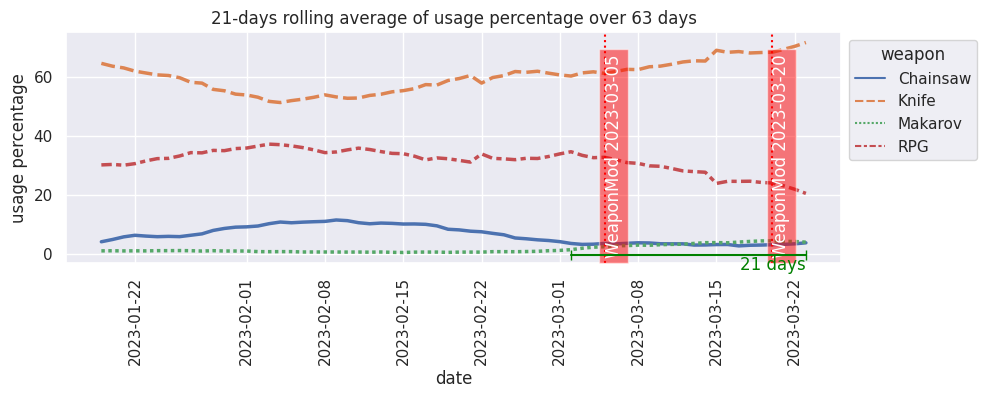 21-days rolling average of usage percentage over 63 days
usage percentage
60
40
20
0
WeaponMod 2023-03-05
WeaponMod 2023-03-20
21 days
2023-01-22
2023-02-01
2023-02-08
2023-02-15
2023-02-22
2023-03-01
2023-03-08
2023-03-15
2023-03-22
date
weapon
Chainsaw
Knife
Makarov
RPG